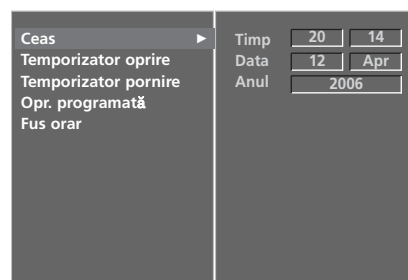 Ceas ►
Temporizator oprire
Temporizator pornire
Opr. programată
Fus orar
Timp 20 14
Data 12 Apr
Anul 2006